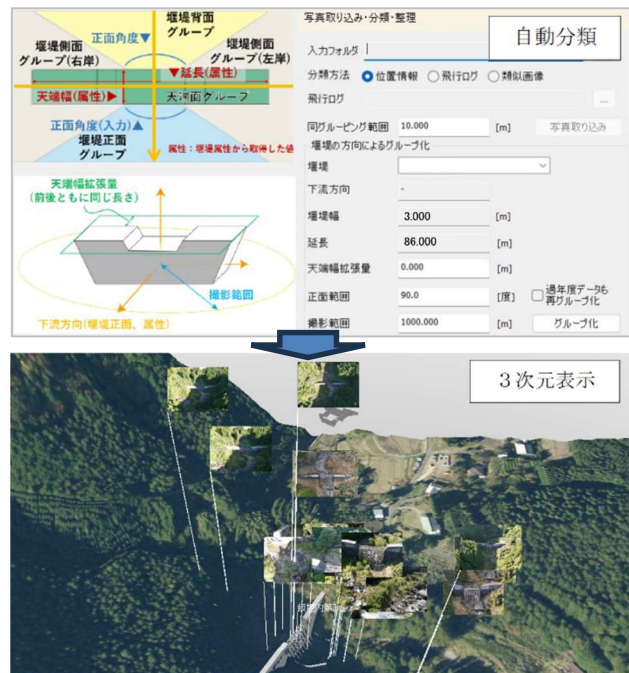 堰堤背面
グループ
正面角度▼
堰堤側面
グループ(右岸)
堰堤側面
グループ(左岸)
▼延長(属性)
天端幅(属性)▶
天端面グループ
正面角度(入力)▲
堰堤正面
グループ
属性：堰堤属性から取得した値
天端幅拡張量
(前後ともに同じ長さ)
撮影範囲
下流方向(堰堤正面、属性)
写真取り込み・分類・整理
自動分類
入力フォルダ
分類方法 位置情報 飛行ログ 類似画像
飛行ログ ...
同グルーピング範囲 10.000 [m] 写真取り込み
堰堤の方向によるグループ化
堰堤
下流方向 -
堰堤幅 3.000 [m]
延長 86.000 [m]
天端幅拡張量 0.000 [m]
正面範囲 90.0 [度] 過年度データも
再グループ化
撮影範囲 1000.000 [m] グループ化
３次元表示